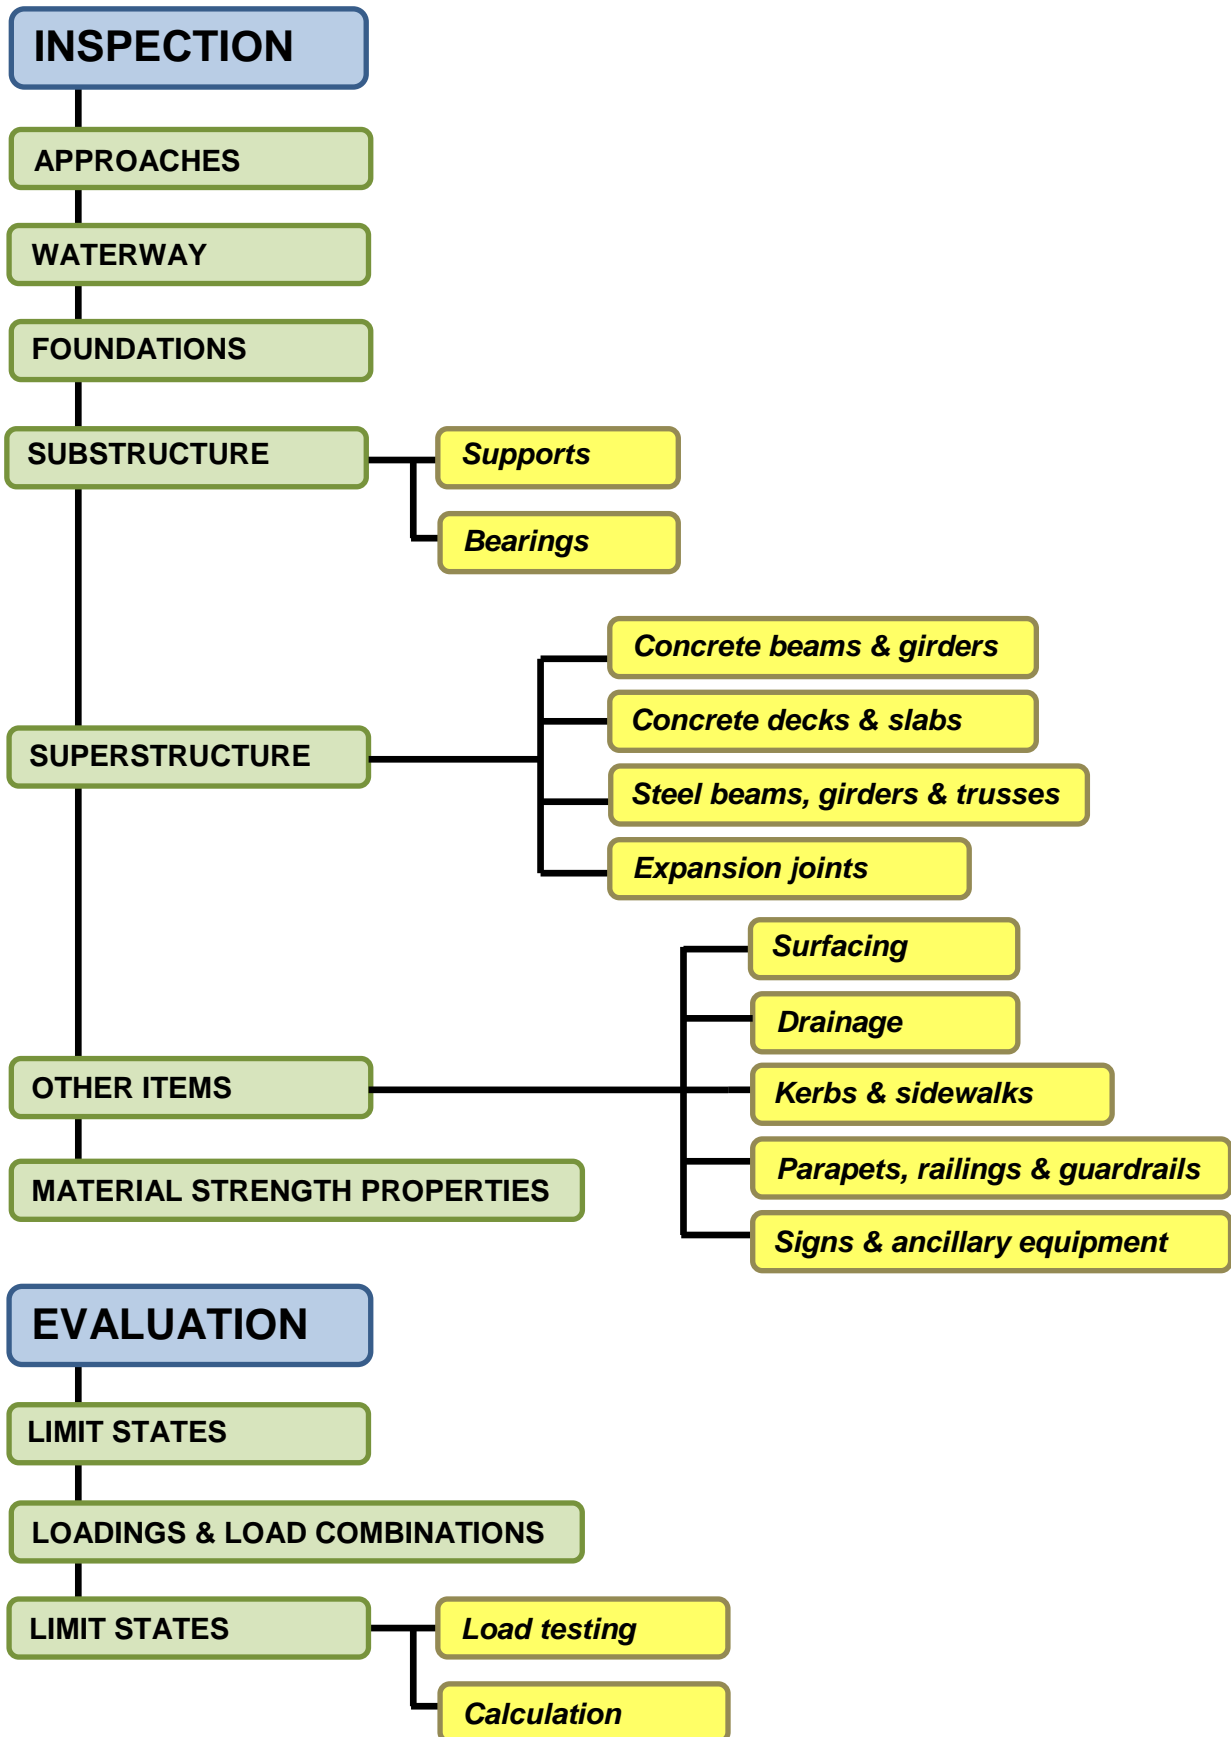 INSPECTION
APPROACHES
WATERWAY
FOUNDATIONS
SUBSTRUCTURE
Supports
Bearings
SUPERSTRUCTURE
Concrete beams & girders
Concrete decks & slabs
Steel beams, girders & trusses
Expansion joints
OTHER ITEMS
Surfacing
Drainage
Kerbs & sidewalks
Parapets, railings & guardrails
Signs & ancillary equipment
MATERIAL STRENGTH PROPERTIES
EVALUATION
LIMIT STATES
LOADINGS & LOAD COMBINATIONS
LIMIT STATES
Load testing
Calculation